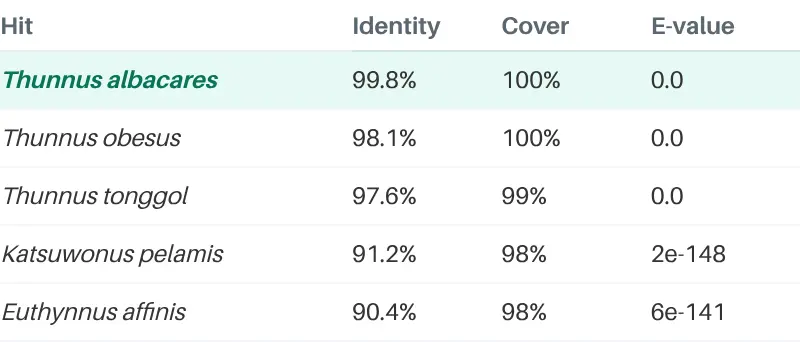 Hit Identity Cover E-value
Thunnus albacares 99.8% 100% 0.0
Thunnus obesus 98.1% 100% 0.0
Thunnus tonggol 97.6% 99% 0.0
Katsuwonus pelamis 91.2% 98% 2e-148
Euthynnus affinis 90.4% 98% 6e-141